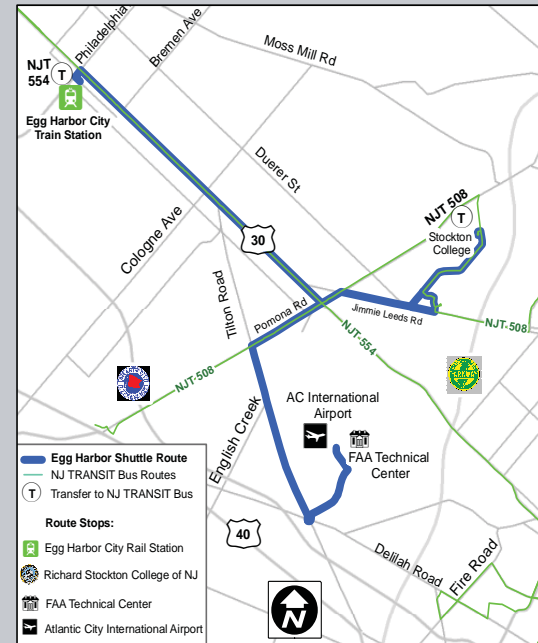 Philadelphia
Bremen Ave
Moss Mill Rd
NJT
554
T
Egg Harbor City
Train Station
Duerer St
Cologne Ave
NJT 508
T
Stockton
College
30
Tilton Road
Pomona Rd
Jimmie Leeds Rd
NJT-508
NJT-554
NJT-508
AC International
Airport
FAA Technical
Center
English Creek
40
Delilah Road
Fire Road
N
Egg Harbor Shuttle Route
NJ TRANSIT Bus Routes
T Transfer to NJ TRANSIT Bus
Route Stops:
Egg Harbor City Rail Station
Richard Stockton College of NJ
FAA Technical Center
Atlantic City International Airport